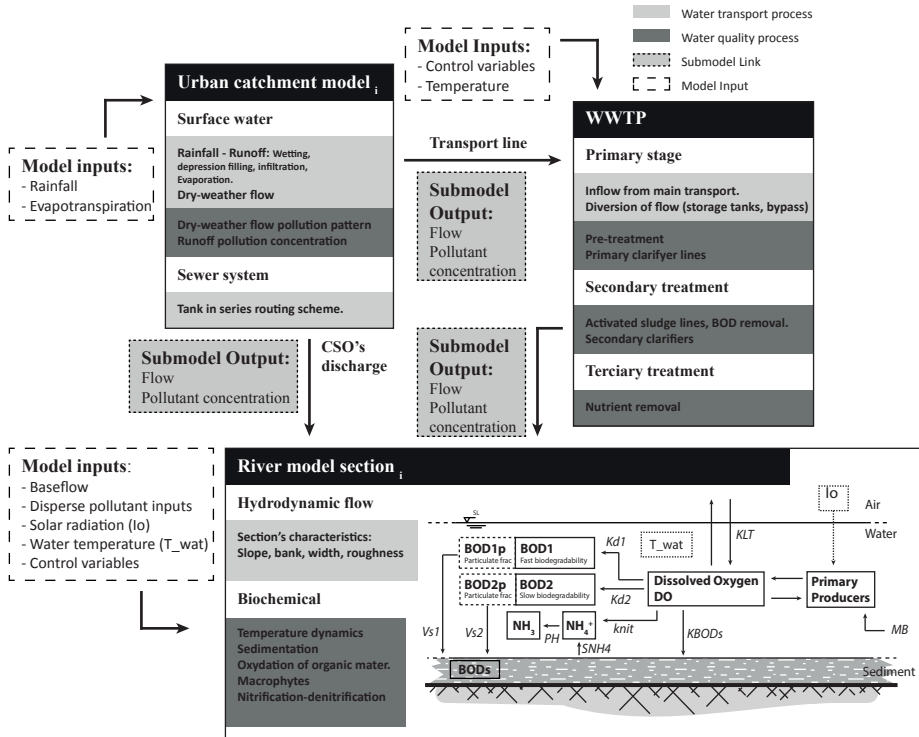 Water transport process
Water quality process
Submodel Link
Model Input
Model Inputs:
- Control variables
- Temperature
Urban catchment model i
Surface water
Rainfall - Runoff: Wetting,
depression filling, infiltration,
Evaporation.
Dry-weather flow
Dry-weather flow pollution pattern
Runoff pollution concentration
Sewer system
Tank in series routing scheme.
Model inputs:
- Rainfall
- Evapotranspiration
Transport line
Submodel
Output:
Flow
Pollutant
concentration
WWTP
Primary stage
Inflow from main transport.
Diversion of flow (storage tanks, bypass)
Pre-treatment
Primary clarifyer lines
Secondary treatment
Activated sludge lines, BOD removal.
Secondary clarifiers
Terciary treatment
Nutrient removal
Submodel Output:
Flow
Pollutant concentration
CSO's
discharge
Submodel
Output:
Flow
Pollutant
concentration
Model inputs:
- Baseflow
- Disperse pollutant inputs
- Solar radiation (Io)
- Water temperature (T_wat)
- Control variables
River model section i
Hydrodynamic flow
Section's characteristics:
Slope, bank, width, roughness
Biochemical
Temperature dynamics
Sedimentation
Oxydation of organic mater.
Macrophytes
Nitrification-denitrification
SL
Io
Air
Water
KLT
T_wat
Kd1
BOD1p
Particulate frac
BOD1
Fast biodegradability
BOD2p
Particulate frac
BOD2
Slow biodegradability
Kd2
Dissolved Oxygen
DO
Primary
Producers
NH3
PH
NH4+
knit
SNH4
KBODs
MB
Vs1
Vs2
BODs
Sediment